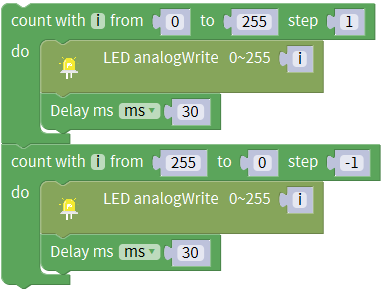 count with i from 0 to 255 step 1
do
LED analogWrite 0~255 i
Delay ms ms 30
count with i from 255 to 0 step -1
do
LED analogWrite 0~255 i
Delay ms ms 30